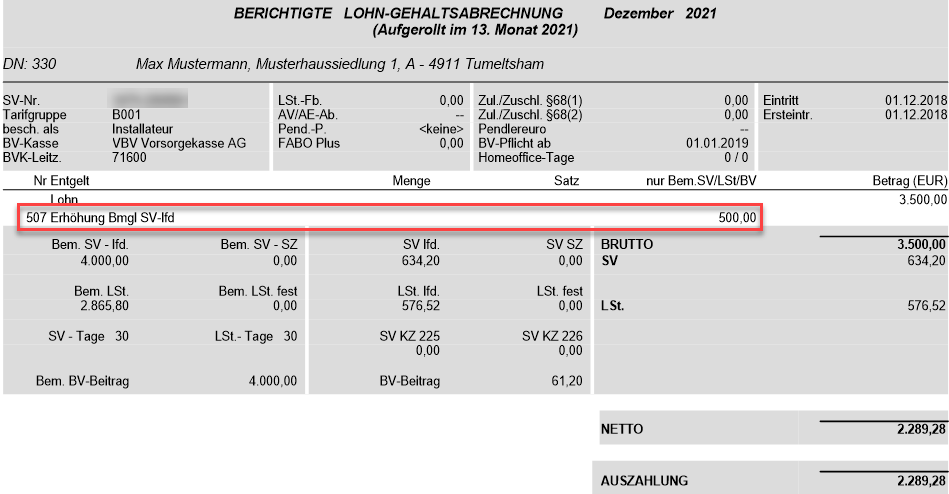 BERICHTIGTE LOHN-GEHALTSABRECHNUNG Dezember 2021
(Aufgerollt im 13. Monat 2021)
DN: 330 Max Mustermann, Musterhaussiedlung 1, A - 4911 Tumeltsham
SV-Nr. LSt.-Fb. 0,00 Zul./Zuschl. §68(1) 0,00 Eintritt 01.12.2018
Tarifgruppe B001 AV/AE-Ab. -- Zul./Zuschl. §68(2) 0,00 Ersteintr. 01.12.2018
besch. als Installateur Pend.-P. <keine> Pendlereuro --
BV-Kasse VBV Vorsorgekasse AG FABO Plus 0,00 BV-Pflicht ab 01.01.2019
BVK-Leitz. 71600 Homeoffice-Tage 0 / 0
Nr Entgelt Menge Satz nur Bem.SV/LSt/BV Betrag (EUR)
Lohn 3.500,00
507 Erhöhung Bmgl SV-lfd 500,00
Bem. SV - lfd. Bem. SV - SZ SV lfd. SV SZ BRUTTO 3.500,00
4.000,00 0,00 634,20 0,00 SV 634,20
Bem. LSt. Bem. LSt. fest LSt. lfd. LSt. fest
2.865,80 0,00 576,52 0,00 LSt. 576,52
SV - Tage 30 LSt.- Tage 30 SV KZ 225 SV KZ 226
0,00 0,00
Bem. BV-Beitrag 4.000,00 BV-Beitrag 61,20
NETTO 2.289,28
AUSZAHLUNG 2.289,28